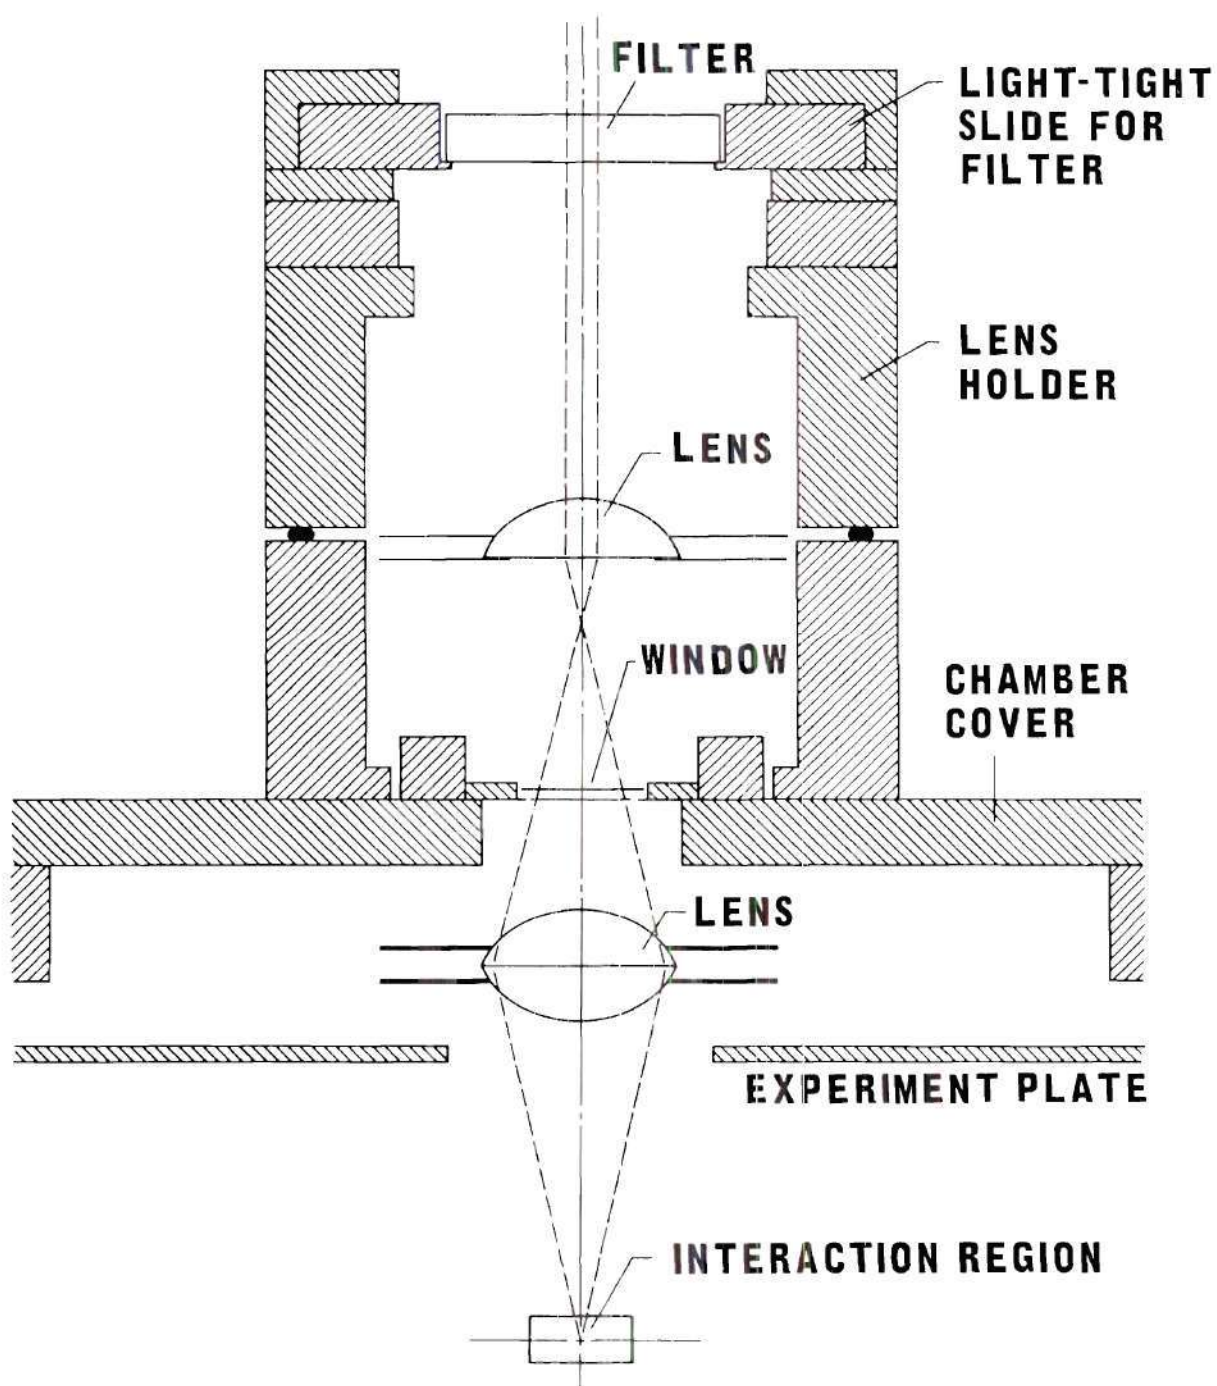 FILTER
LIGHT-TIGHT
SLIDE FOR
FILTER
LENS
HOLDER
LENS
WINDOW
CHAMBER
COVER
LENS
EXPERIMENT PLATE
INTERACTION REGION